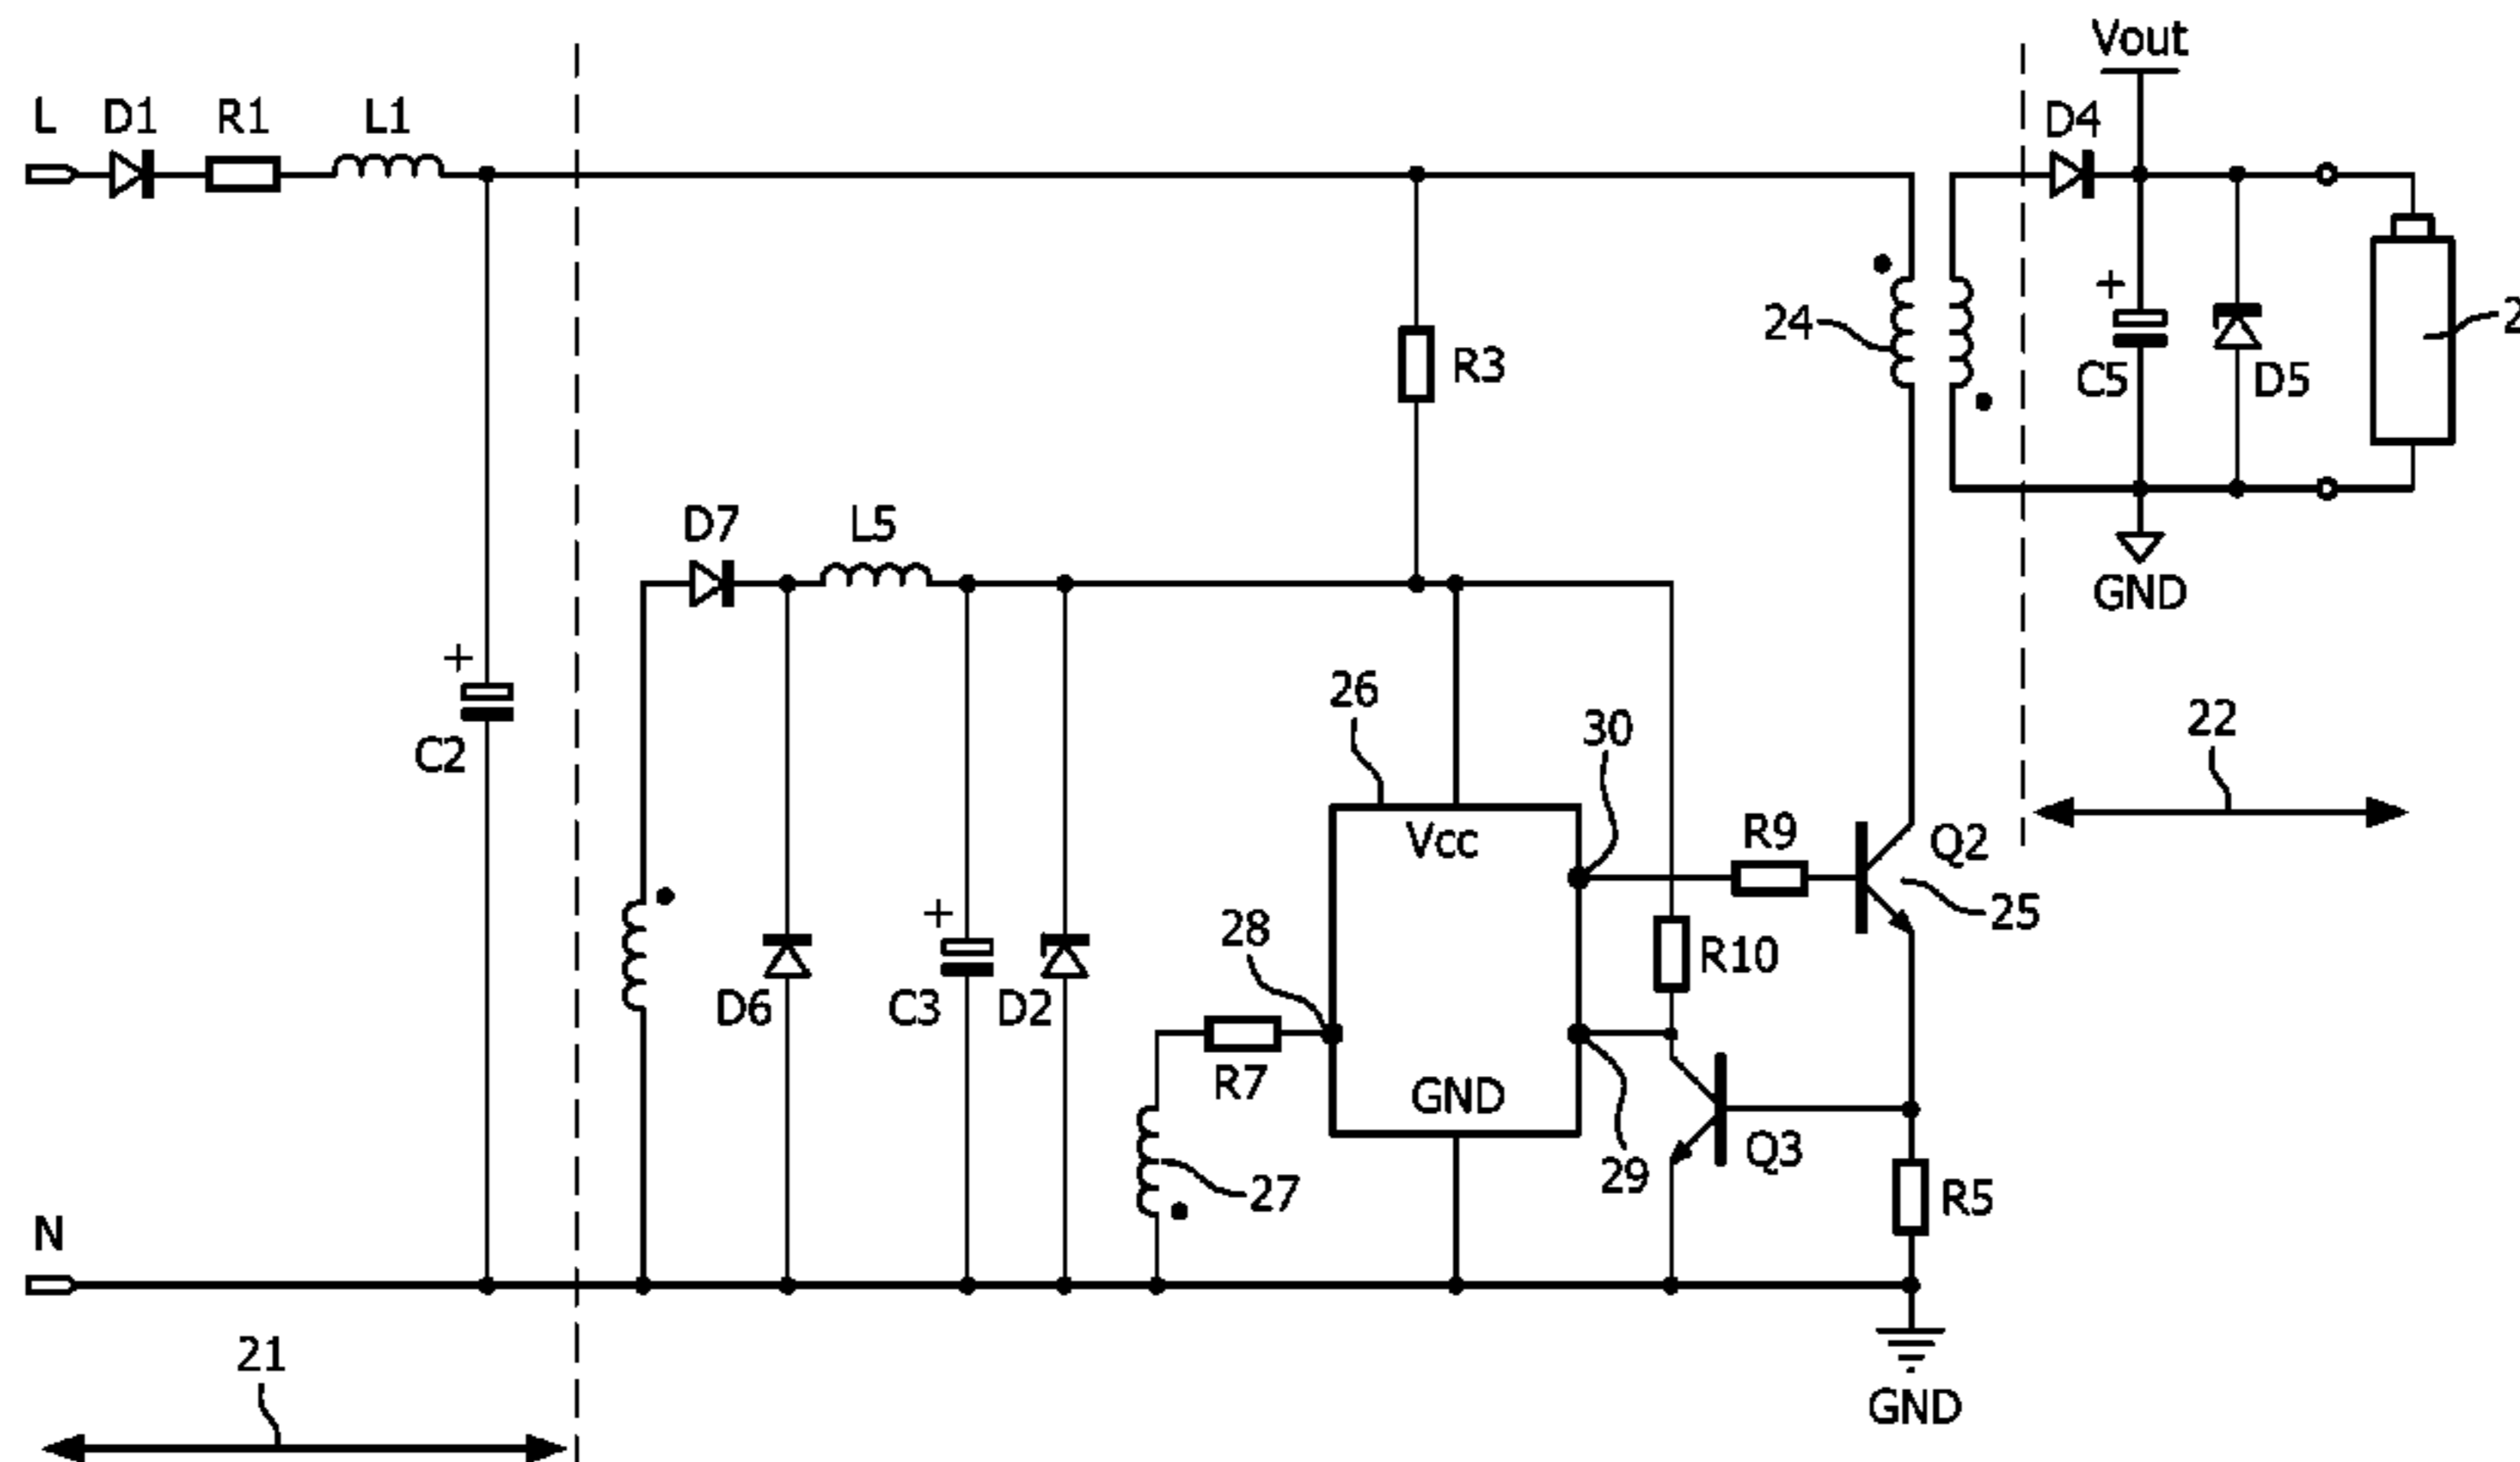 Vout
L
D1
R1
L1
D4
24
R3
C5
D5
D7
L5
GND
C2
26
30
22
Vcc
R9
Q2
25
28
R10
D6
C3
D2
R7
GND
27
29
Q3
R5
N
21
GND